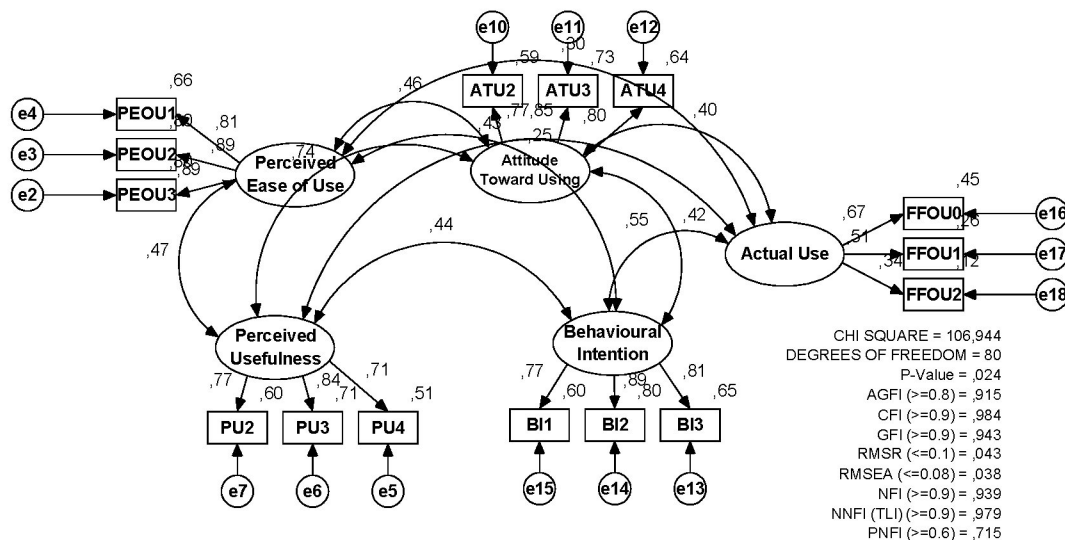 e10
e11
e12
,59
,30
,73
,64
ATU2
ATU3
ATU4
,77
,85
,80
,46
,43
,25
,40
,66
e4
PEOU1
,81
e3
PEOU2
,89
e2
PEOU3
,89
,74
Perceived
Ease of Use
Attitude
Toward Using
,47
,44
,55
,42
Actual Use
,67
,51
,34
,45
FFOU0
e16
,26
FFOU1
e17
,12
FFOU2
e18
Perceived
Usefulness
Behavioural
Intention
,77
,60
,84
,71
,71
,51
PU2
PU3
PU4
e7
e6
e5
,77
,60
,89
,80
,81
,65
BI1
BI2
BI3
e15
e14
e13
CHI SQUARE = 106,944
DEGREES OF FREEDOM = 80
P-Value = ,024
AGFI (>=0.8) = ,915
CFI (>=0.9) = ,984
GFI (>=0.9) = ,943
RMSR (<=0.1) = ,043
RMSEA (<=0.08) = ,038
NFI (>=0.9) = ,939
NNFI (TLI) (>=0.9) = ,979
PNFI (>=0.6) = ,715